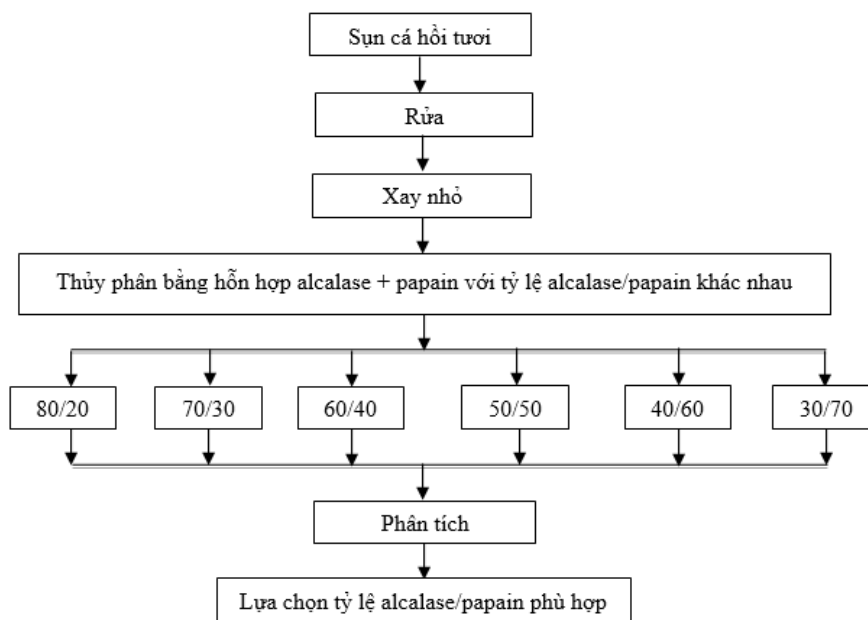 Sụn cá hồi tươi
Rửa
Xay nhỏ
Thủy phân bằng hỗn hợp alcalase + papain với tỷ lệ alcalase/papain khác nhau
80/20
70/30
60/40
50/50
40/60
30/70
Phân tích
Lựa chọn tỷ lệ alcalase/papain phù hợp